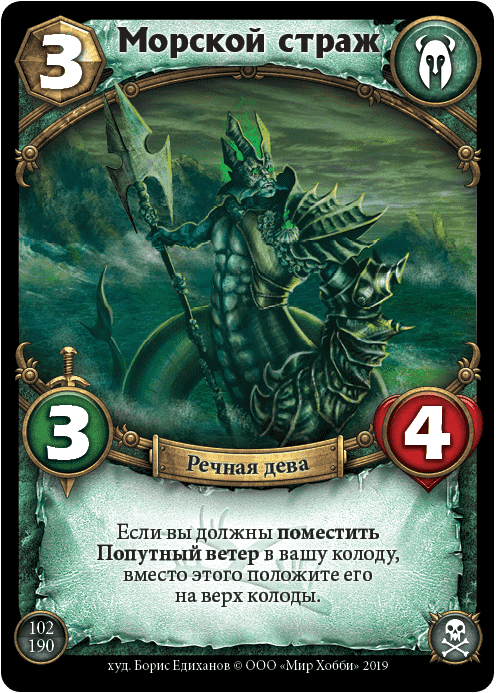 3
Морской страж
3
4
Речная дева
Если вы должны поместить
Попутный ветер в вашу колоду,
вместо этого положите его
на верх колоды.
102
190
худ. Борис Едиханов © ООО «Мир Хобби» 2019